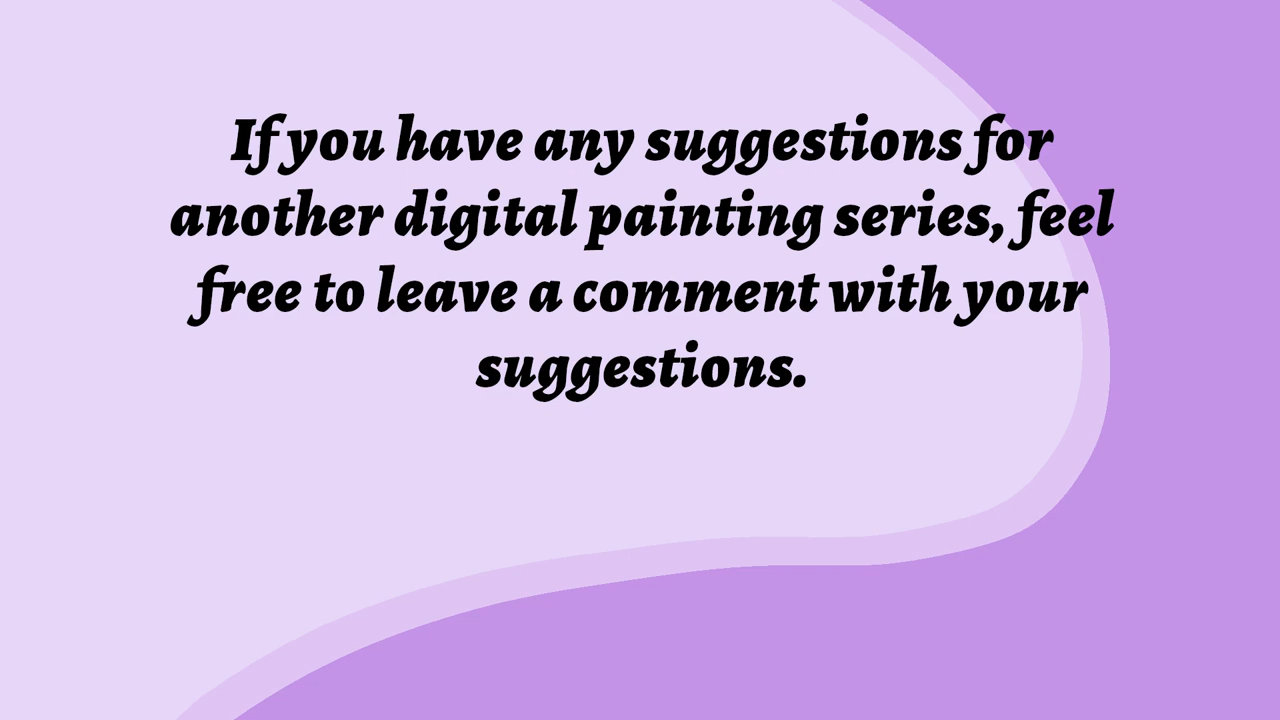 If you have any suggestions for
another digital painting series, feel
free to leave a comment with your
suggestions.